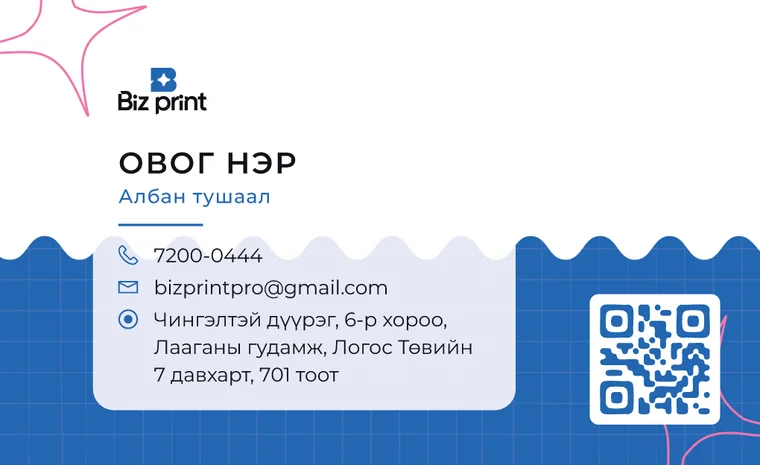 Biz print
ОВОГ НЭР
Албан тушаал
7200-0444
bizprintpro@gmail.com
Чингэлтэй дүүрэг, 6-р хороо,
Лааганы гудамж, Логос Төвийн
7 давхарт, 701 тоот